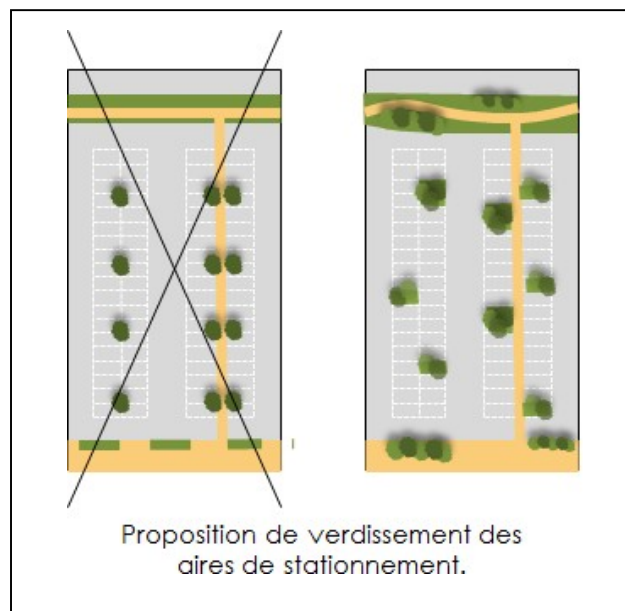 Proposition de verdissement des
aires de stationnement.